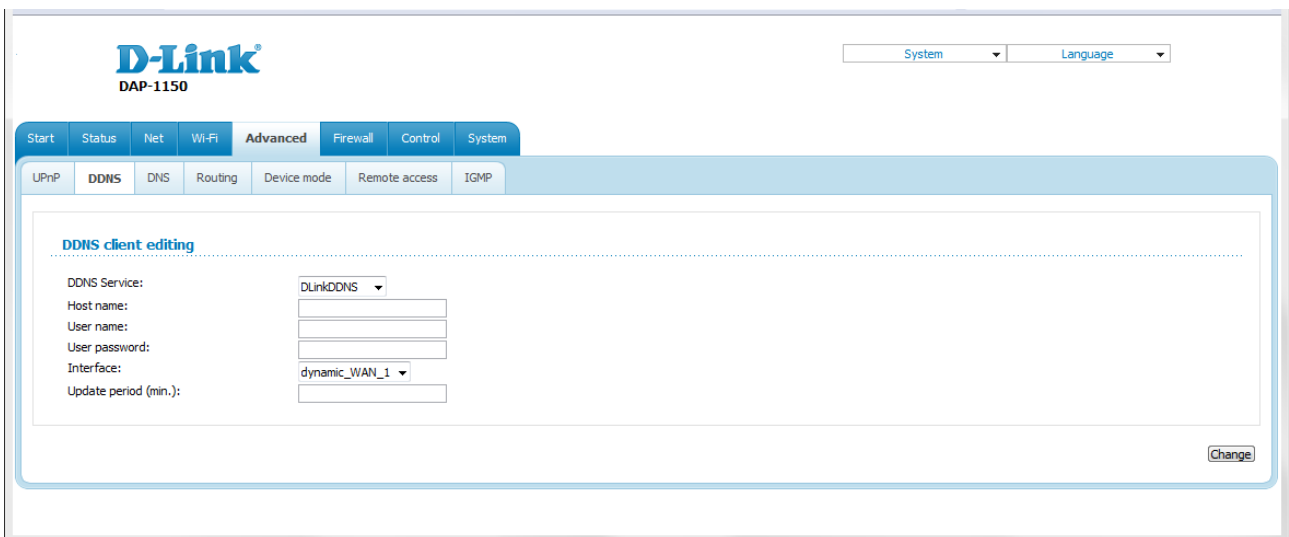 D-Link®
DAP-1150
System Language
Start Status Net Wi-Fi Advanced Firewall Control System
UPnP DDNS DNS Routing Device mode Remote access IGMP
DDNS client editing
DDNS Service: DLinkDDNS
Host name:
User name:
User password:
Interface: dynamic_WAN_1
Update period (min.):
Change